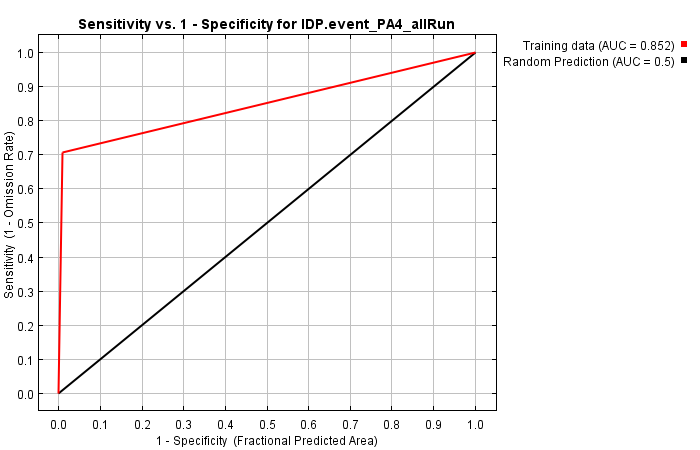 Sensitivity vs. 1 - Specificity for IDP.event_PA4_allRun
Training data (AUC = 0.852)
Random Prediction (AUC = 0.5)
Sensitivity (1 - Omission Rate)
1.0
0.9
0.8
0.7
0.6
0.5
0.4
0.3
0.2
0.1
0.0
0.0 0.1 0.2 0.3 0.4 0.5 0.6 0.7 0.8 0.9 1.0
1 - Specificity (Fractional Predicted Area)